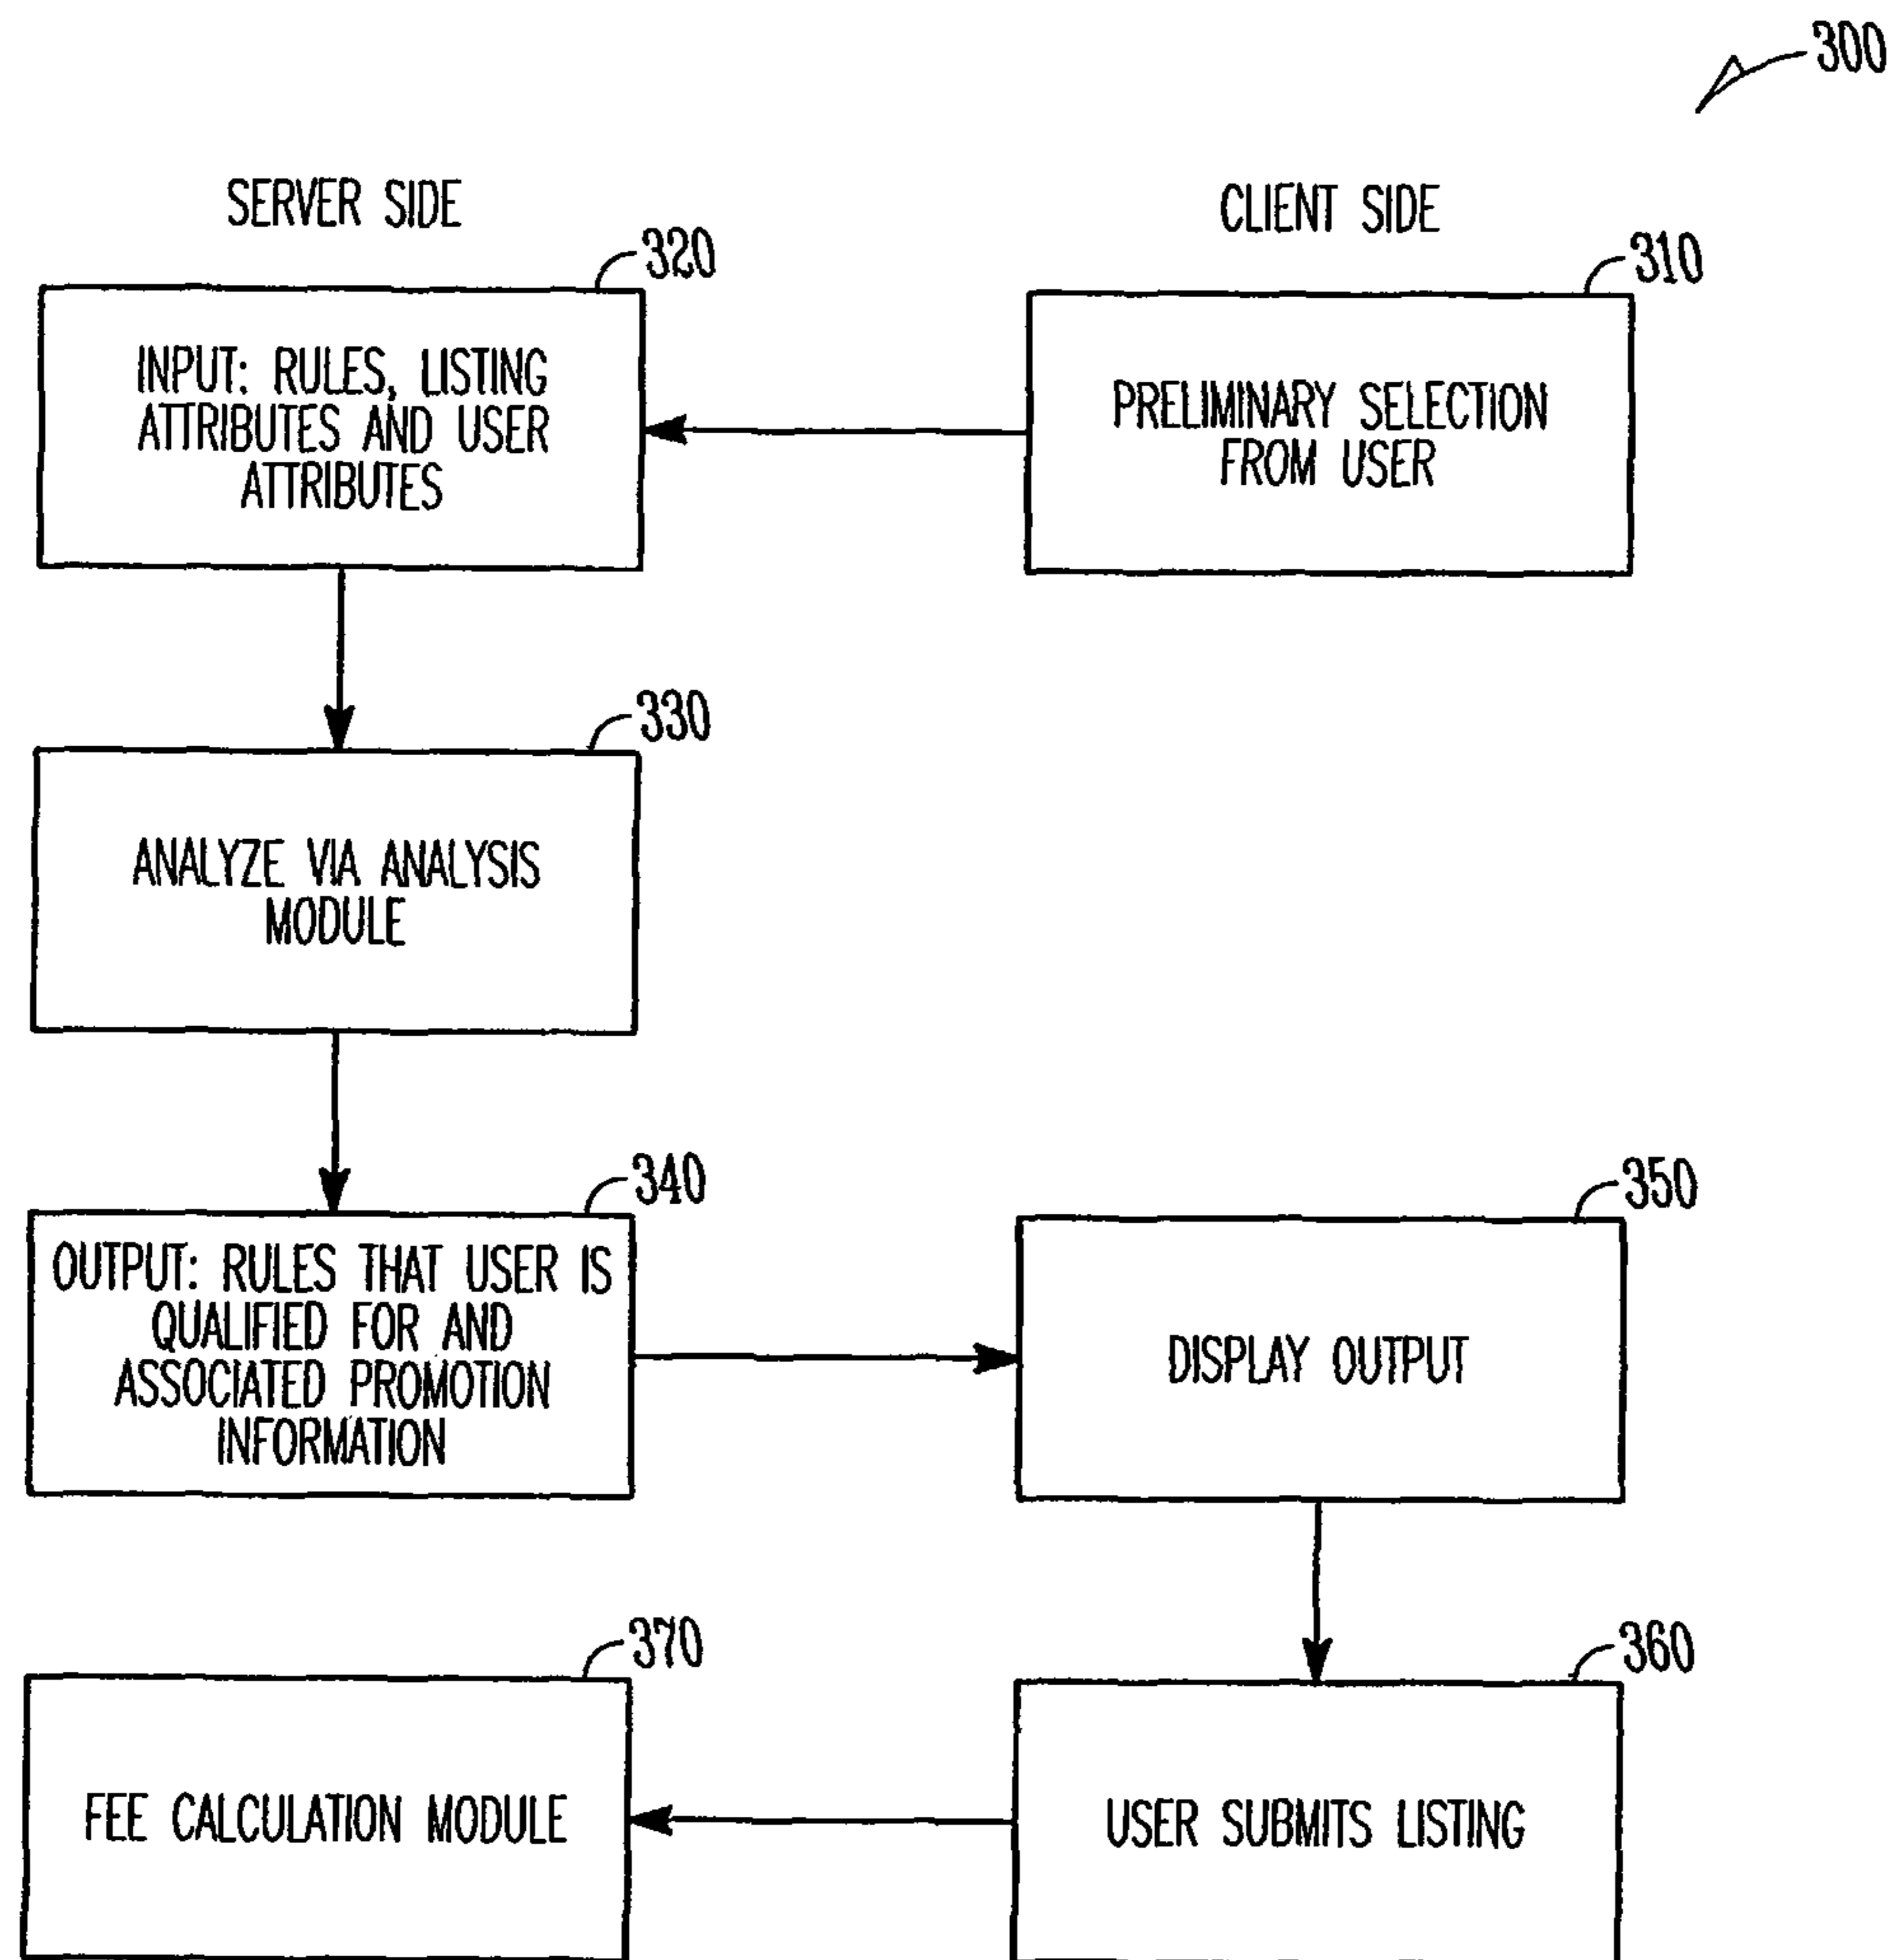 300
SERVER SIDE
CLIENT SIDE
320
310
INPUT: RULES, LISTING
ATTRIBUTES AND USER
ATTRIBUTES
PRELIMINARY SELECTION
FROM USER
330
ANALYZE VIA ANALYSIS
MODULE
340
350
OUTPUT: RULES THAT USER IS
QUALIFIED FOR AND
ASSOCIATED PROMOTION
INFORMATION
DISPLAY OUTPUT
370
360
FEE CALCULATION MODULE
USER SUBMITS LISTING